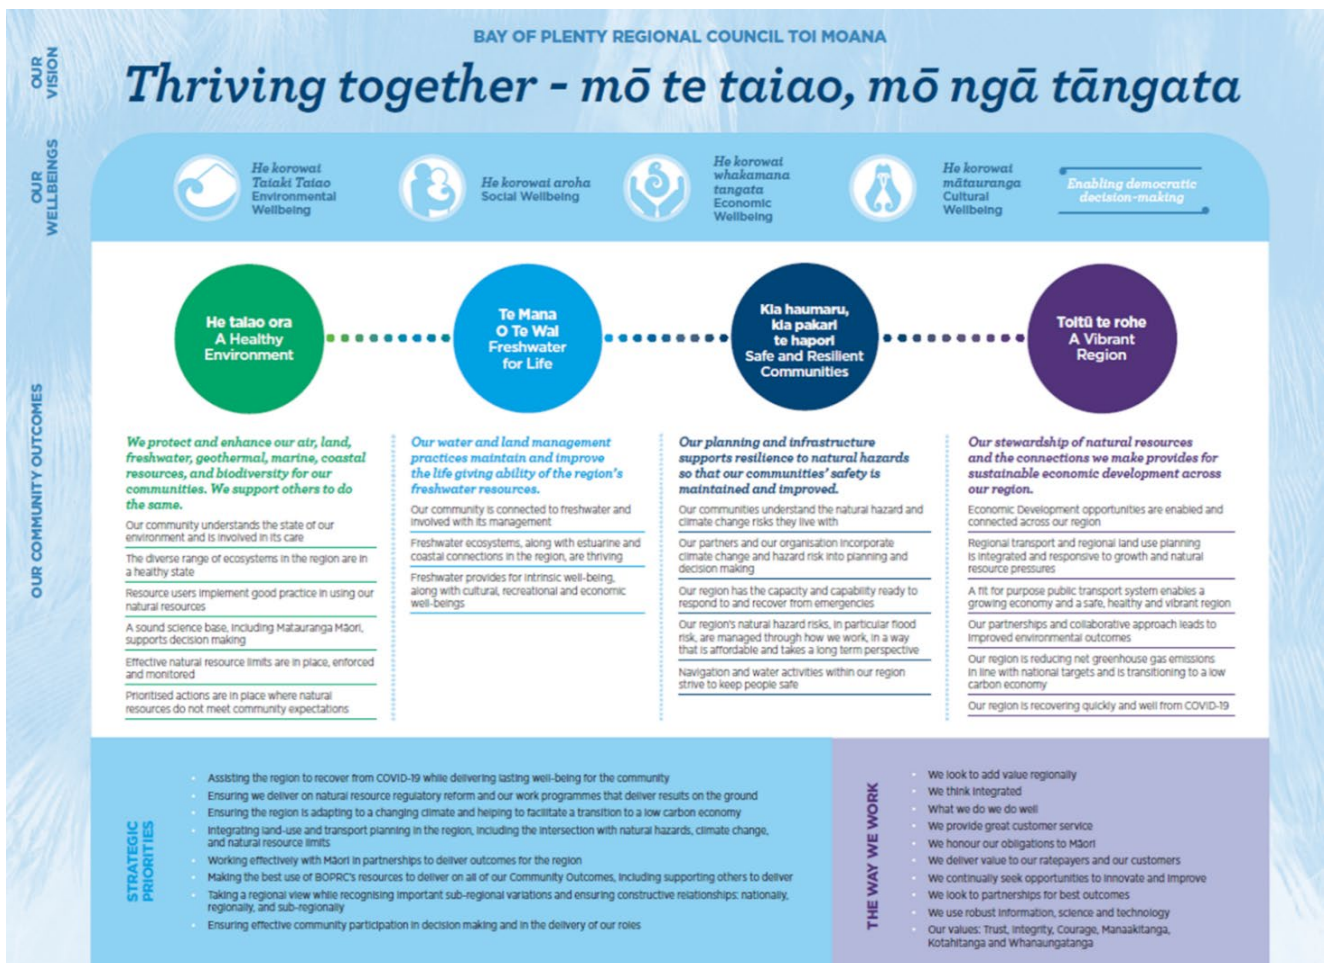 BAY OF PLENTY REGIONAL COUNCIL TOI MOANA
OUR
VISION
Thriving together - mō te taiao, mō ngā tāngata
OUR
WELLBEINGS
He korowai
Taiaki Taiao
Environmental
Wellbeing
He korowai aroha
Social Wellbeing
He korowai
whakamana
tangata
Economic
Wellbeing
He korowai
mātauranga
Cultural
Wellbeing
Enabling democratic
decision-making
OUR COMMUNITY OUTCOMES
He taiao ora
A Healthy
Environment
Te Mana
O Te Wai
Freshwater
for Life
Kia haumaru,
kia pakari
te hapori
Safe and Resilient
Communities
Toitū te rohe
A Vibrant
Region
We protect and enhance our air, land,
freshwater, geothermal, marine, coastal
resources, and biodiversity for our
communities. We support others to do
the same.
Our community understands the state of our
environment and is involved in its care
The diverse range of ecosystems in the region are in
a healthy state
Resource users implement good practice in using our
natural resources
A sound science base, including Matauranga Māori,
supports decision making
Effective natural resource limits are in place, enforced
and monitored
Prioritised actions are in place where natural
resources do not meet community expectations
Our water and land management
practices maintain and improve
the life giving ability of the region's
freshwater resources.
Our community is connected to freshwater and
involved with its management
Freshwater ecosystems, along with estuarine and
coastal connections in the region, are thriving
Freshwater provides for intrinsic well-being,
along with cultural, recreational and economic
well-beings
Our planning and infrastructure
supports resilience to natural hazards
so that our communities' safety is
maintained and improved.
Our communities understand the natural hazard and
climate change risks they live with
Our partners and our organisation incorporate
climate change and hazard risk into planning and
decision making
Our region has the capacity and capability ready to
respond to and recover from emergencies
Our region's natural hazard risks, in particular flood
risk, are managed through how we work, in a way
that is affordable and takes a long term perspective
Navigation and water activities within our region
strive to keep people safe
Our stewardship of natural resources
and the connections we make provides for
sustainable economic development across
our region.
Economic Development opportunities are enabled and
connected across our region
Regional transport and regional land use planning
is integrated and responsive to growth and natural
resource pressures
A fit for purpose public transport system enables a
growing economy and a safe, healthy and vibrant region
Our partnerships and collaborative approach leads to
improved environmental outcomes
Our region is reducing net greenhouse gas emissions
in line with national targets and is transitioning to a low
carbon economy
Our region is recovering quickly and well from COVID-19
STRATEGIC
PRIORITIES
• Assisting the region to recover from COVID-19 while delivering lasting well-being for the community
• Ensuring we deliver on natural resource regulatory reform and our work programmes that deliver results on the ground
• Ensuring the region is adapting to a changing climate and helping to facilitate a transition to a low carbon economy
• Integrating land-use and transport planning in the region, including the intersection with natural hazards, climate change,
and natural resource limits
• Working effectively with Māori in partnerships to deliver outcomes for the region
• Making the best use of BOPRC's resources to deliver on all of our Community Outcomes, including supporting others to deliver
• Taking a regional view while recognising important sub-regional variations and ensuring constructive relationships: nationally,
regionally, and sub-regionally
• Ensuring effective community participation in decision making and in the delivery of our roles
THE WAY WE WORK
• We look to add value regionally
• We think integrated
• What we do we do well
• We provide great customer service
• We honour our obligations to Māori
• We deliver value to our ratepayers and our customers
• We continually seek opportunities to innovate and improve
• We look to partnerships for best outcomes
• We use robust information, science and technology
• Our values: Trust, Integrity, Courage, Manaakitanga,
Kotahitanga and Whanaungatanga